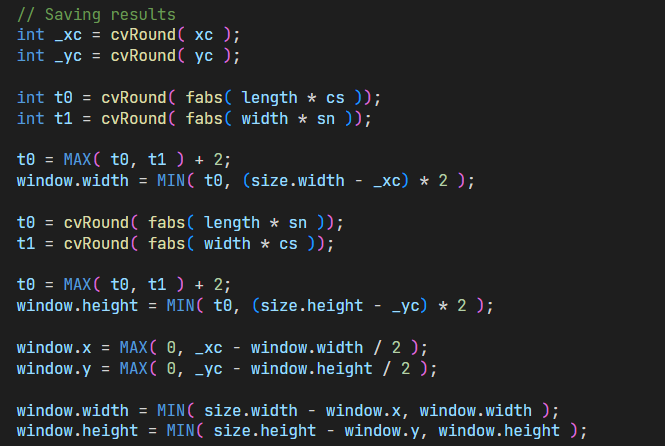 // Saving results
int _xc = cvRound( xc );
int _yc = cvRound( yc );
int t0 = cvRound( fabs( length * cs ));
int t1 = cvRound( fabs( width * sn ));
t0 = MAX( t0, t1 ) + 2;
window.width = MIN( t0, (size.width - _xc) * 2 );
t0 = cvRound( fabs( length * sn ));
t1 = cvRound( fabs( width * cs ));
t0 = MAX( t0, t1 ) + 2;
window.height = MIN( t0, (size.height - _yc) * 2 );
window.x = MAX( 0, _xc - window.width / 2 );
window.y = MAX( 0, _yc - window.height / 2 );
window.width = MIN( size.width - window.x, window.width );
window.height = MIN( size.height - window.y, window.height );